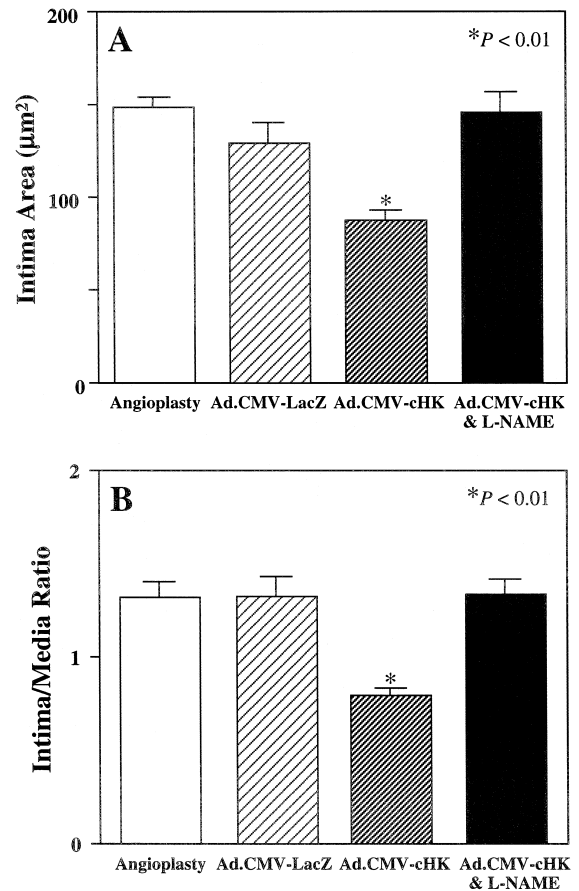 200
A
*P < 0.01
Intima Area (μm²)
100
*
0
Angioplasty Ad.CMV-LacZ Ad.CMV-cHK Ad.CMV-cHK
& L-NAME
2
B
*P < 0.01
Intima/Media Ratio
1
*
0
Angioplasty Ad.CMV-LacZ Ad.CMV-cHK Ad.CMV-cHK
& L-NAME